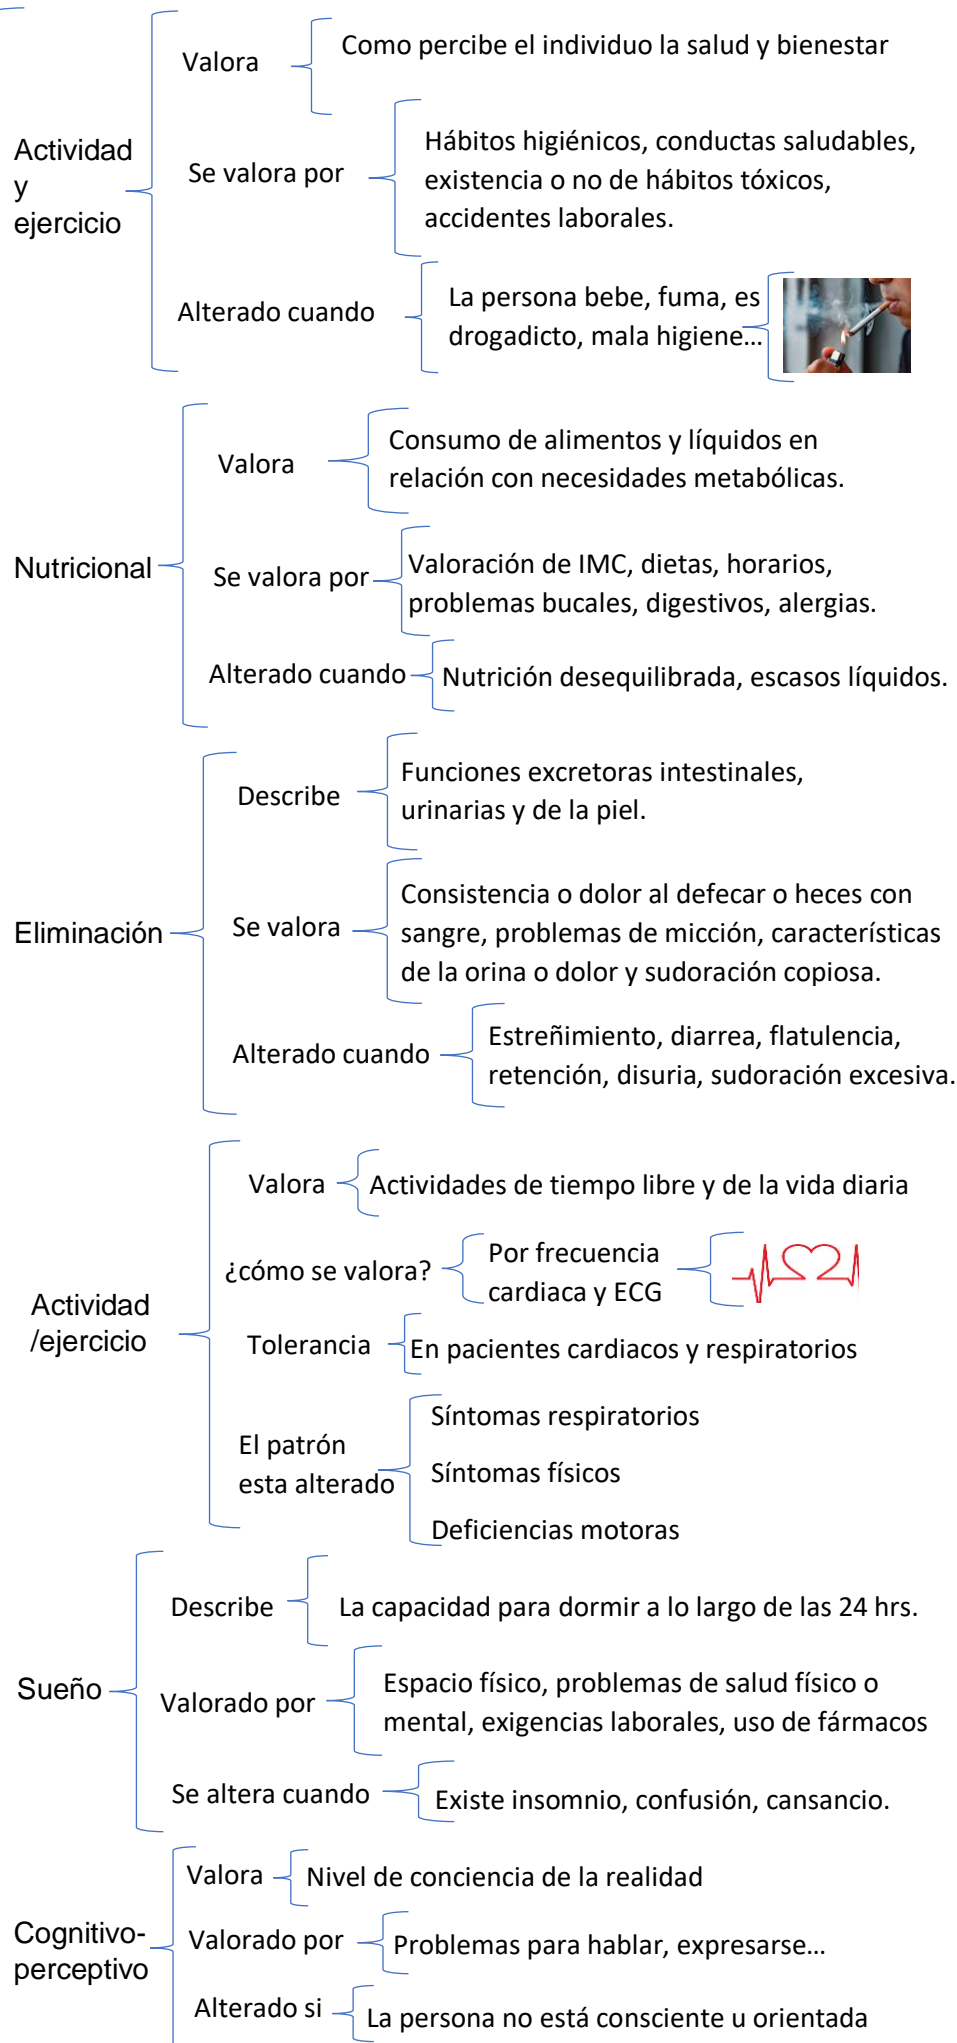 Actividad
y
ejercicio
Valora
Como percibe el individuo la salud y bienestar
Se valora por
Hábitos higiénicos, conductas saludables,
existencia o no de hábitos tóxicos,
accidentes laborales.
Alterado cuando
La persona bebe, fuma, es
drogadicto, mala higiene...
Nutricional
Valora
Consumo de alimentos y líquidos en
relación con necesidades metabólicas.
Se valora por
Valoración de IMC, dietas, horarios,
problemas bucales, digestivos, alergias.
Alterado cuando
Nutrición desequilibrada, escasos líquidos.
Eliminación
Describe
Funciones excretoras intestinales,
urinarias y de la piel.
Se valora
Consistencia o dolor al defecar o heces con
sangre, problemas de micción, características
de la orina o dolor y sudoración copiosa.
Alterado cuando
Estreñimiento, diarrea, flatulencia,
retención, disuria, sudoración excesiva.
Actividad
/ejercicio
Valora
Actividades de tiempo libre y de la vida diaria
¿cómo se valora?
Por frecuencia
cardiaca y ECG
Tolerancia
En pacientes cardiacos y respiratorios
El patrón
esta alterado
Síntomas respiratorios
Síntomas físicos
Deficiencias motoras
Sueño
Describe
La capacidad para dormir a lo largo de las 24 hrs.
Valorado por
Espacio físico, problemas de salud físico o
mental, exigencias laborales, uso de fármacos
Se altera cuando
Existe insomnio, confusión, cansancio.
Cognitivo-
perceptivo
Valora
Nivel de conciencia de la realidad
Valorado por
Problemas para hablar, expresarse...
Alterado si
La persona no está consciente u orientada